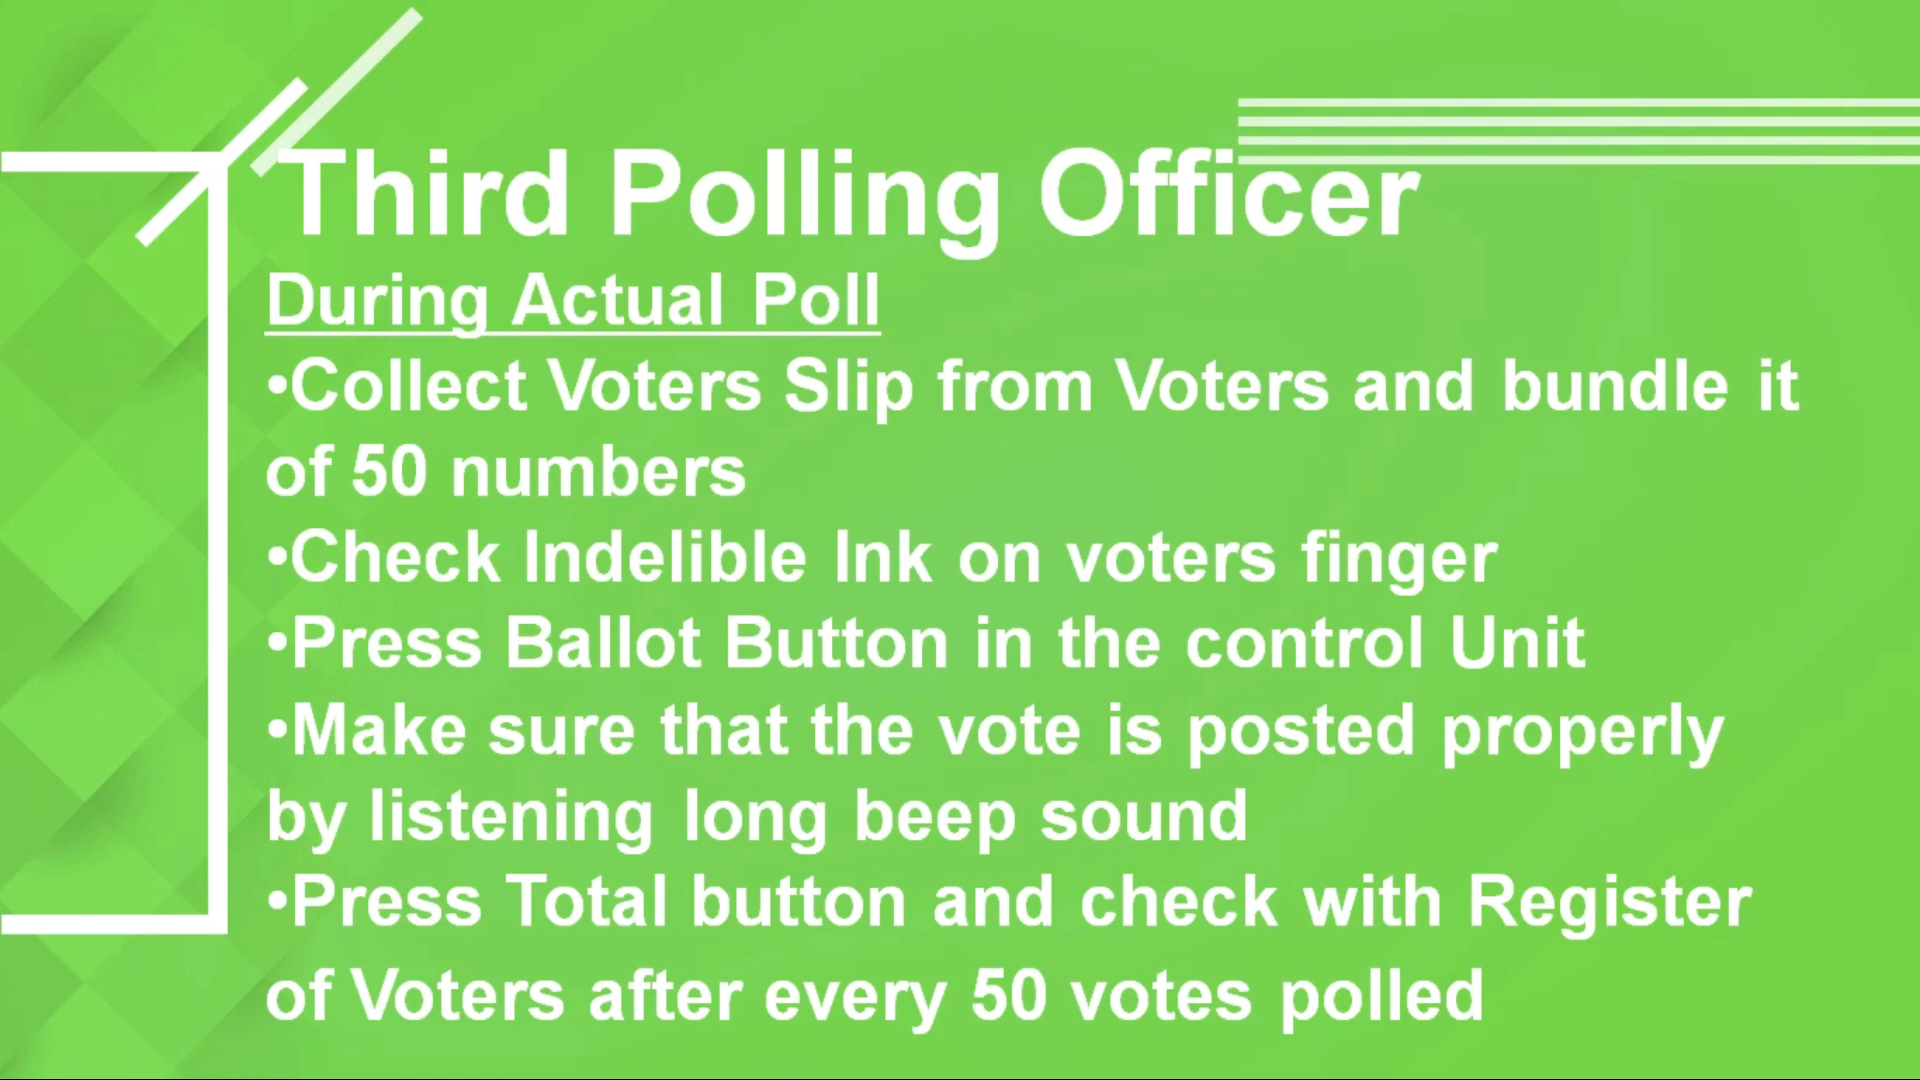 Third Polling Officer
During Actual Poll
•Collect Voters Slip from Voters and bundle it
of 50 numbers
•Check Indelible Ink on voters finger
•Press Ballot Button in the control Unit
•Make sure that the vote is posted properly
by listening long beep sound
•Press Total button and check with Register
of Voters after every 50 votes polled